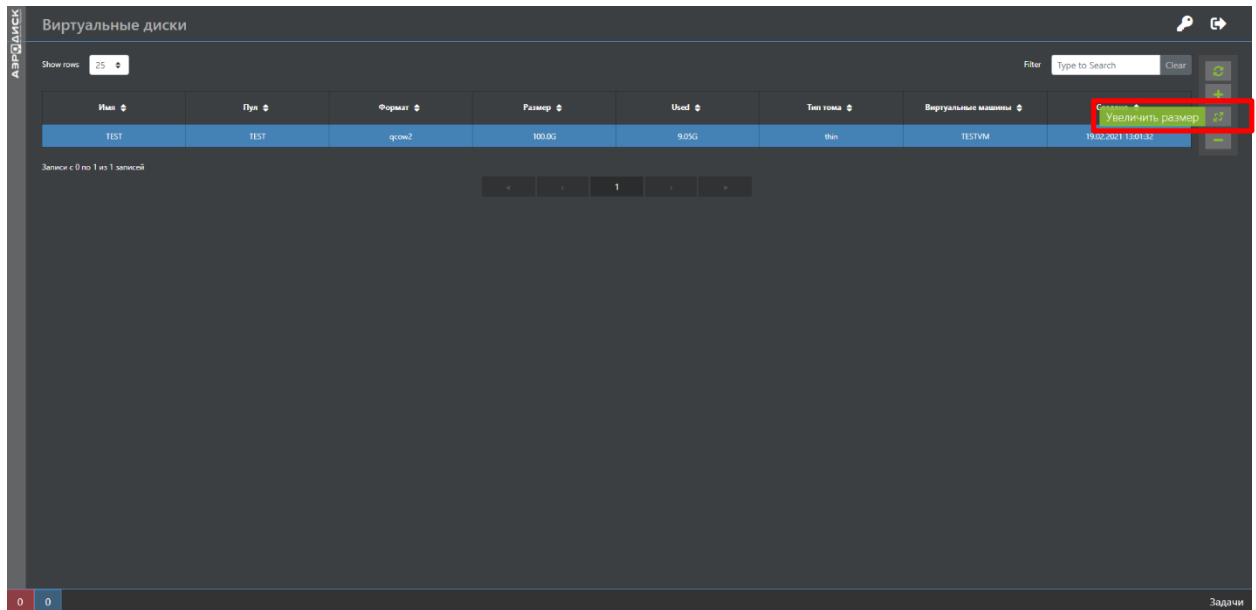 АЭРОДИСК
Виртуальные диски
Show rows 25
Filter Type to Search Clear
Имя Пул Формат Размер Used Тип тома Виртуальные машины
Увеличить размер
TEST TEST qcow2 100.0G 9.05G thin TESTVM 19.02.2021 13:01:32
Записи с 0 по 1 из 1 записей
« ‹ 1 › »
0 0 Задачи